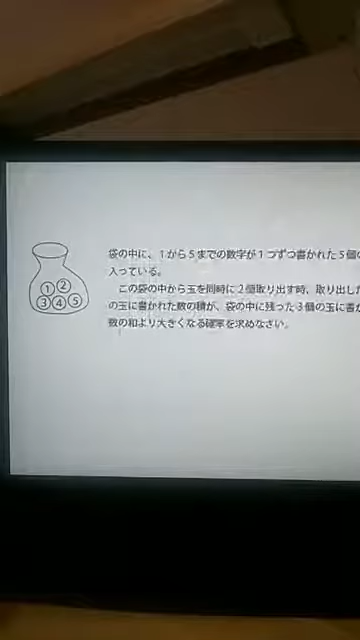 袋の中に、1から5までの数字が1つずつ書かれた5個の
入っている。
この袋の中から玉を同時に2個取り出す時、取り出した
の玉に書かれた数の積が、袋の中に残った3個の玉に書か
数の和より大きくなる確率を求めなさい。
① ②
③ ④ ⑤